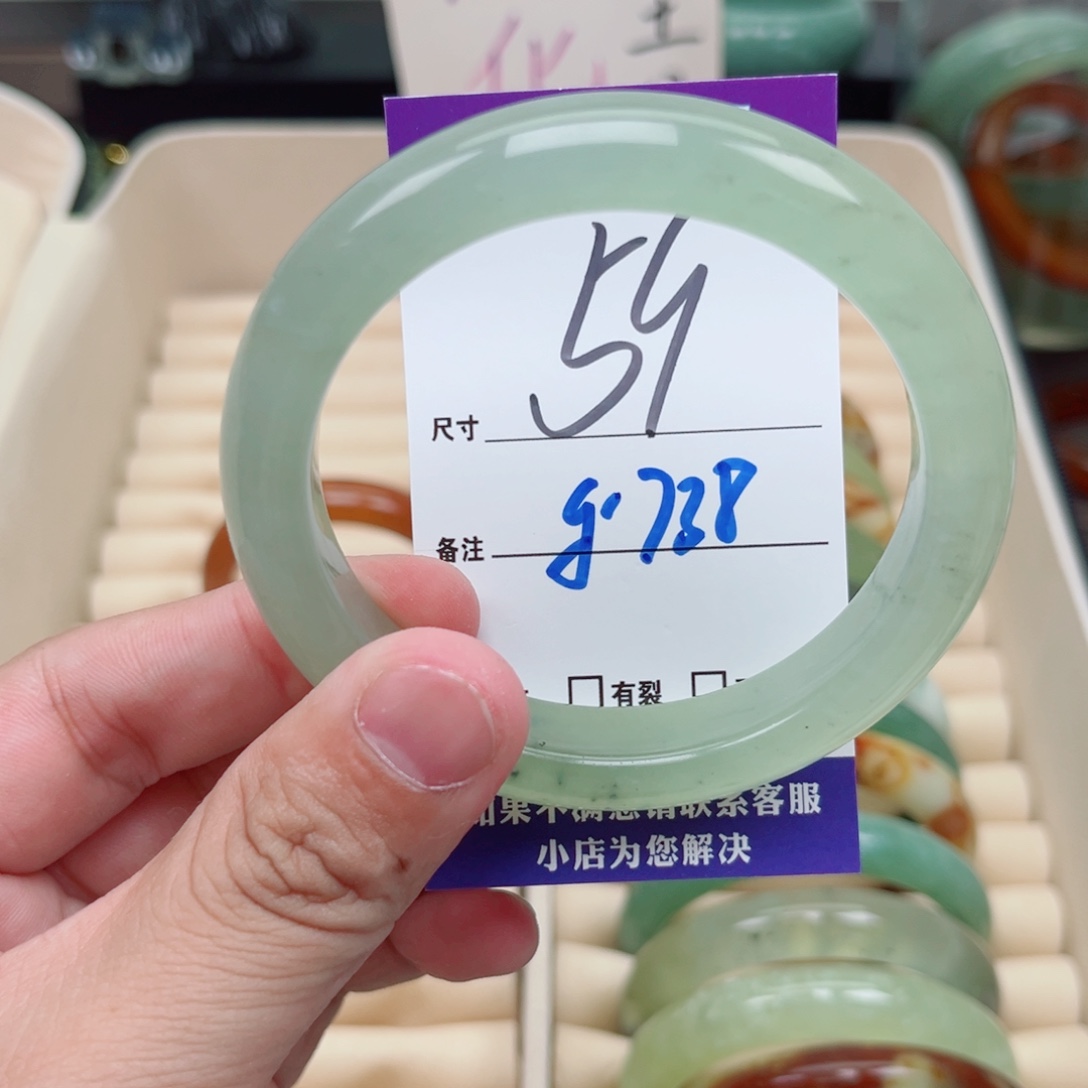 59
尺寸
g.738
备注
有裂
如果不满意请联系客服
小店为您解决